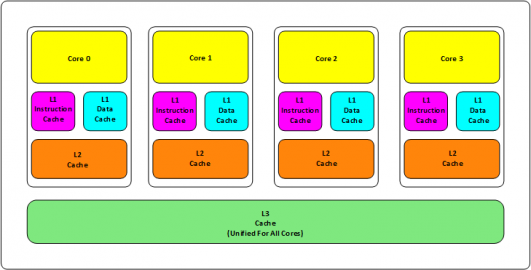 Core 0
Core 1
Core 2
Core 3
L1
Instruction
Cache
L1
Data
Cache
L1
Instruction
Cache
L1
Data
Cache
L1
Instruction
Cache
L1
Data
Cache
L1
Instruction
Cache
L1
Data
Cache
L2
Cache
L2
Cache
L2
Cache
L2
Cache
L3
Cache
(Unified For All Cores)